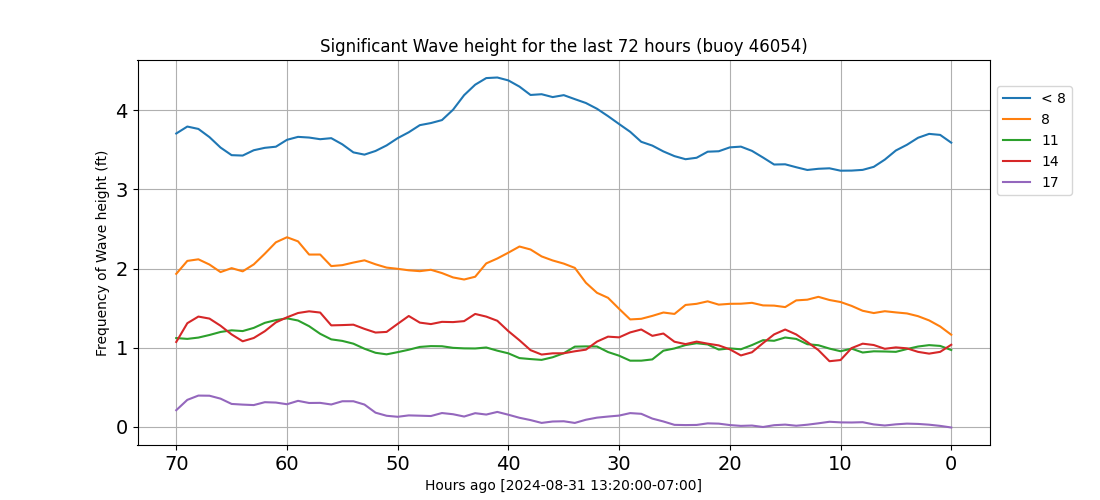 Significant Wave height for the last 72 hours (buoy 46054)
Frequency of Wave height (ft)
4
3
2
1
0
70 60 50 40 30 20 10 0
Hours ago [2024-08-31 13:20:00-07:00]
< 8
8
11
14
17